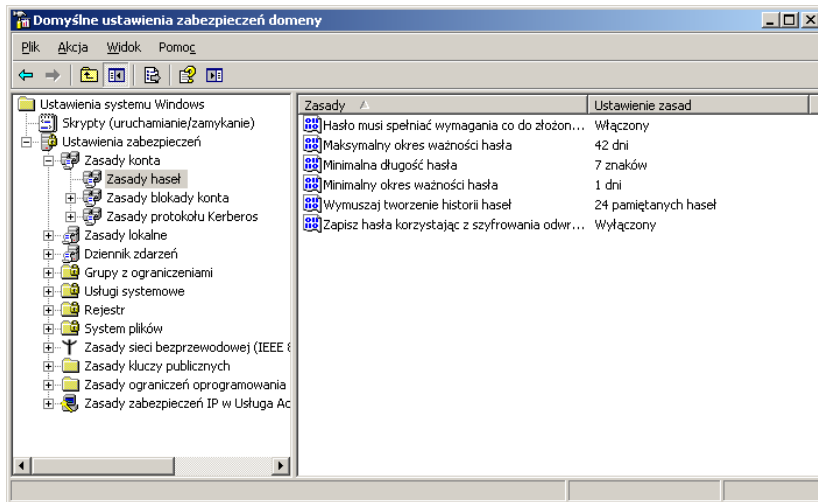 Domyślne ustawienia zabezpieczeń domeny
Plik Akcja Widok Pomoc
Ustawienia systemu Windows
Skrypty (uruchamianie/zamykanie)
Ustawienia zabezpieczeń
Zasady konta
Zasady haseł
Zasady blokady konta
Zasady protokołu Kerberos
Zasady lokalne
Dziennik zdarzeń
Grupy z ograniczeniami
Usługi systemowe
Rejestr
System plików
Zasady sieci bezprzewodowej (IEEE 8
Zasady kluczy publicznych
Zasady ograniczeń oprogramowania
Zasady zabezpieczeń IP w Usługa Ac
Zasady Ustawienie zasad
Hasło musi spełniać wymagania co do złożon... Włączony
Maksymalny okres ważności hasła 42 dni
Minimalna długość hasła 7 znaków
Minimalny okres ważności hasła 1 dni
Wymuszaj tworzenie historii haseł 24 pamiętanych haseł
Zapisz hasła korzystając z szyfrowania odwr... Wyłączony